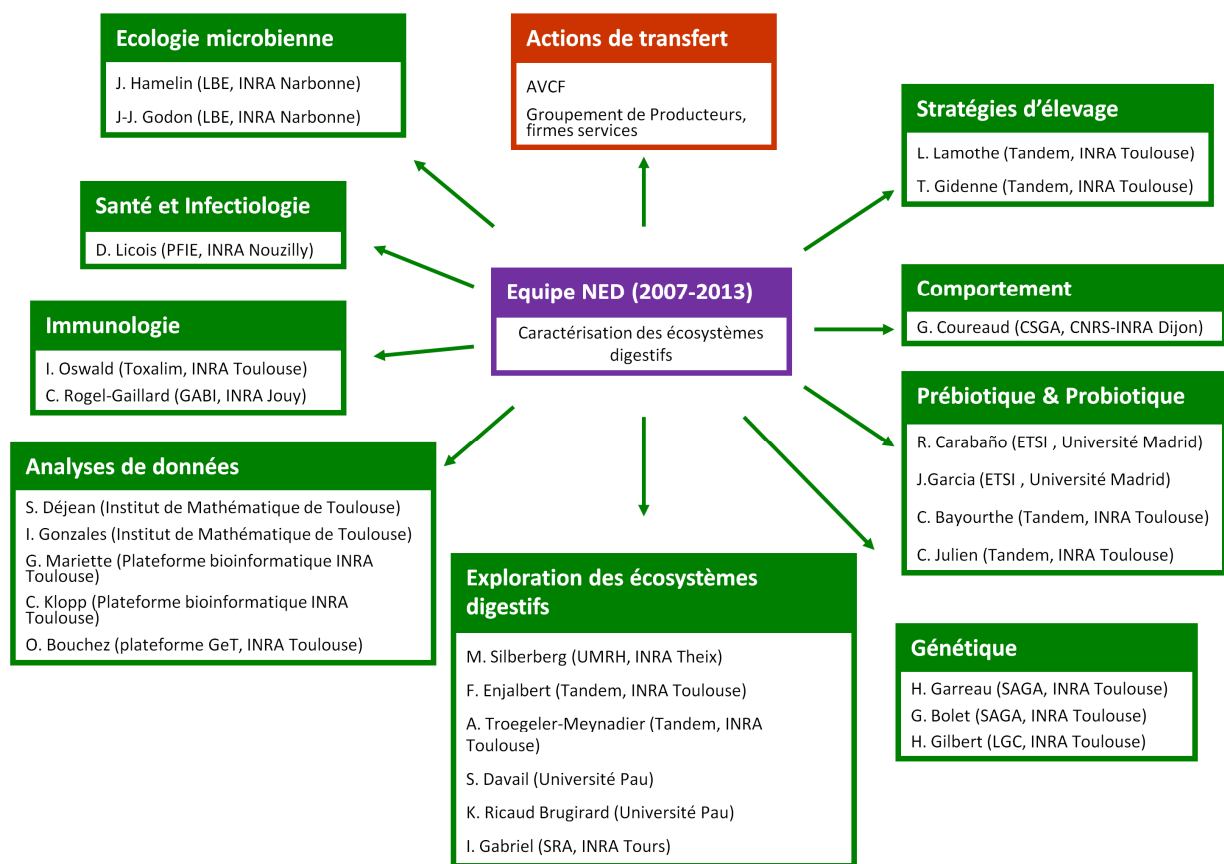 Ecologie microbienne
J. Hamelin (LBE, INRA Narbonne)
J-J. Godon (LBE, INRA Narbonne)
Actions de transfert
AVCF
Groupement de Producteurs,
firmes services
Stratégies d'élevage
L. Lamothe (Tandem, INRA Toulouse)
T. Gidenne (Tandem, INRA Toulouse)
Santé et Infectiologie
D. Licois (PFIE, INRA Nouzilly)
Equipe NED (2007-2013)
Caractérisation des écosystèmes
digestifs
Comportement
G. Coureaud (CSGA, CNRS-INRA Dijon)
Immunologie
I. Oswald (Toxalim, INRA Toulouse)
C. Rogel-Gaillard (GABI, INRA Jouy)
Prébiotique & Probiotique
R. Carabaño (ETSI , Université Madrid)
J.Garcia (ETSI , Université Madrid)
C. Bayourthe (Tandem, INRA Toulouse)
C. Julien (Tandem, INRA Toulouse)
Analyses de données
S. Déjean (Institut de Mathématique de Toulouse)
I. Gonzales (Institut de Mathématique de Toulouse)
G. Mariette (Plateforme bioinformatique INRA
Toulouse)
C. Klopp (Plateforme bioinformatique INRA
Toulouse)
O. Bouchez (plateforme GeT, INRA Toulouse)
Exploration des écosystèmes
digestifs
M. Silberberg (UMRH, INRA Theix)
F. Enjalbert (Tandem, INRA Toulouse)
A. Troegeler-Meynadier (Tandem, INRA
Toulouse)
S. Davail (Université Pau)
K. Ricaud Brugirard (Université Pau)
I. Gabriel (SRA, INRA Tours)
Génétique
H. Garreau (SAGA, INRA Toulouse)
G. Bolet (SAGA, INRA Toulouse)
H. Gilbert (LGC, INRA Toulouse)